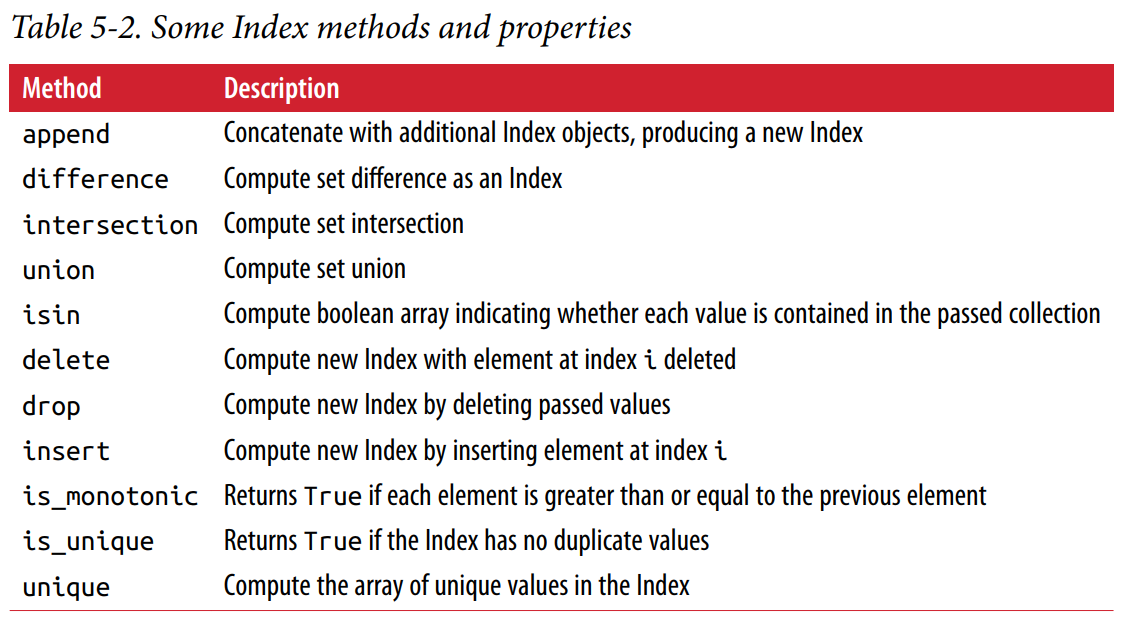 Table 5-2. Some Index methods and properties
Method Description
append Concatenate with additional Index objects, producing a new Index
difference Compute set difference as an Index
intersection Compute set intersection
union Compute set union
isin Compute boolean array indicating whether each value is contained in the passed collection
delete Compute new Index with element at index i deleted
drop Compute new Index by deleting passed values
insert Compute new Index by inserting element at index i
is_monotonic Returns True if each element is greater than or equal to the previous element
is_unique Returns True if the Index has no duplicate values
unique Compute the array of unique values in the Index